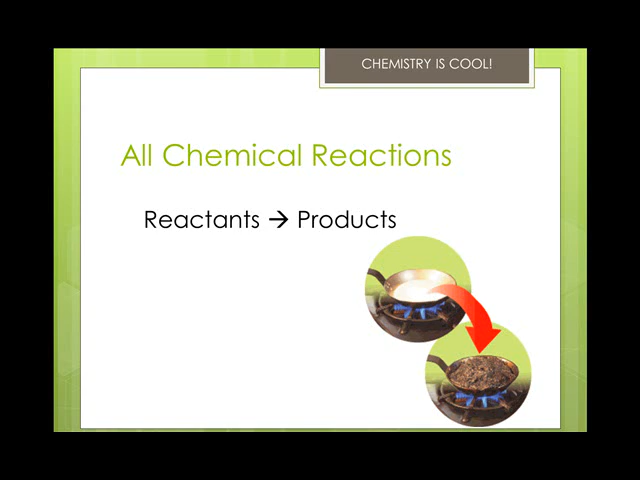 CHEMISTRY IS COOL!
All Chemical Reactions
Reactants → Products